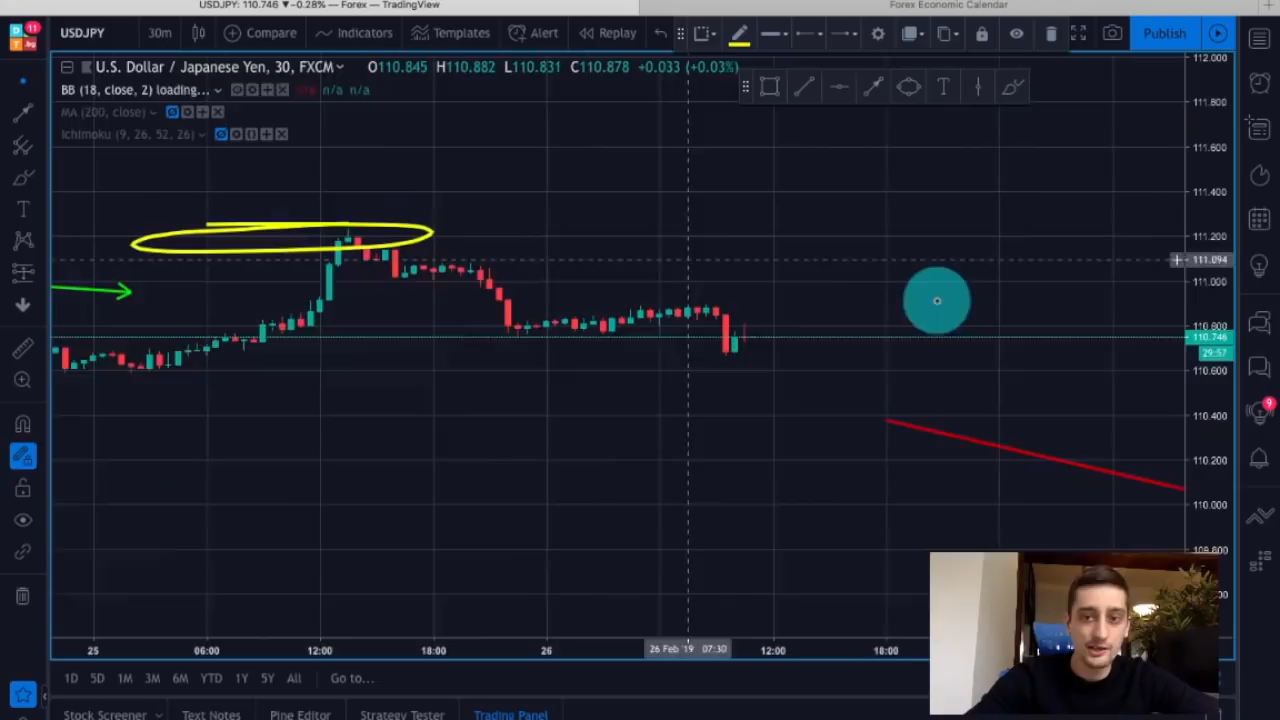 USDJPY: 110.746 ▼−0.28% — Forex — TradingView
Forex Economic Calendar
11
USDJPY
30m
Compare
Indicators
Templates
Alert
Replay
Publish
U.S. Dollar / Japanese Yen, 30, FXCM
O110.845 H110.882 L110.831 C110.878 +0.033 (+0.03%)
BB (18, close, 2) loading...
n/a n/a
MA (200, close)
Ichimoku (9, 26, 52, 26)
112.000
111.800
111.600
111.400
111.200
111.094
111.000
110.800
110.746
29:57
110.600
110.400
110.200
110.000
109.800
9
25
06:00
12:00
18:00
26
26 Feb '19 07:30
12:00
18:00
1D 5D 1M 3M 6M YTD 1Y 5Y All Go to...
Stock Screener
Text Notes
Pine Editor
Strategy Tester
Trading Panel